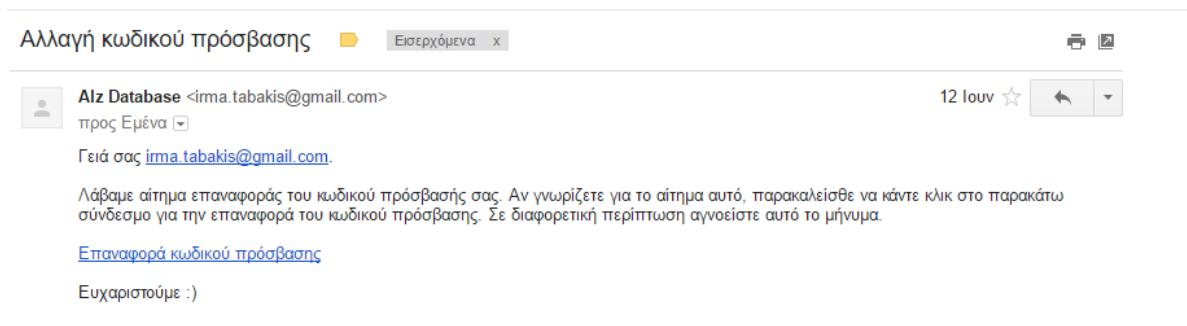 Αλλαγή κωδικού πρόσβασης Εισερχόμενα x
Alz Database <irma.tabakis@gmail.com> 12 Ιουν
προς Εμένα
Γειά σας irma.tabakis@gmail.com.
Λάβαμε αίτημα επαναφοράς του κωδικού πρόσβασής σας. Αν γνωρίζετε για το αίτημα αυτό, παρακαλείσθε να κάντε κλικ στο παρακάτω
σύνδεσμο για την επαναφορά του κωδικού πρόσβασης. Σε διαφορετική περίπτωση αγνοείστε αυτό το μήνυμα.
Επαναφορά κωδικού πρόσβασης
Ευχαριστούμε :)